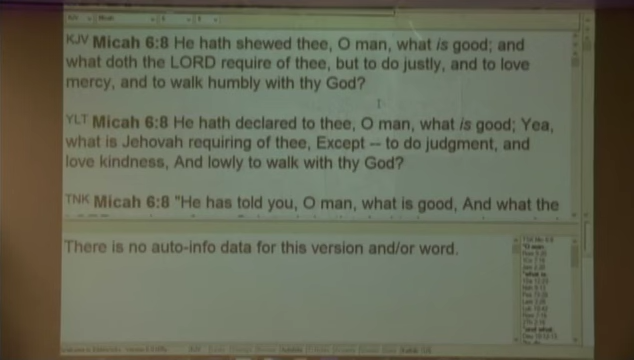 KJV Micah 6:8 He hath shewed thee, O man, what is good; and
what doth the LORD require of thee, but to do justly, and to love
mercy, and to walk humbly with thy God?
YLT Micah 6:8 He hath declared to thee, O man, what is good; Yea,
what is Jehovah requiring of thee, Except -- to do judgment, and
love kindness, And lowly to walk with thy God?
TNK Micah 6:8 "He has told you, O man, what is good, And what the
There is no auto-info data for this version and/or word.